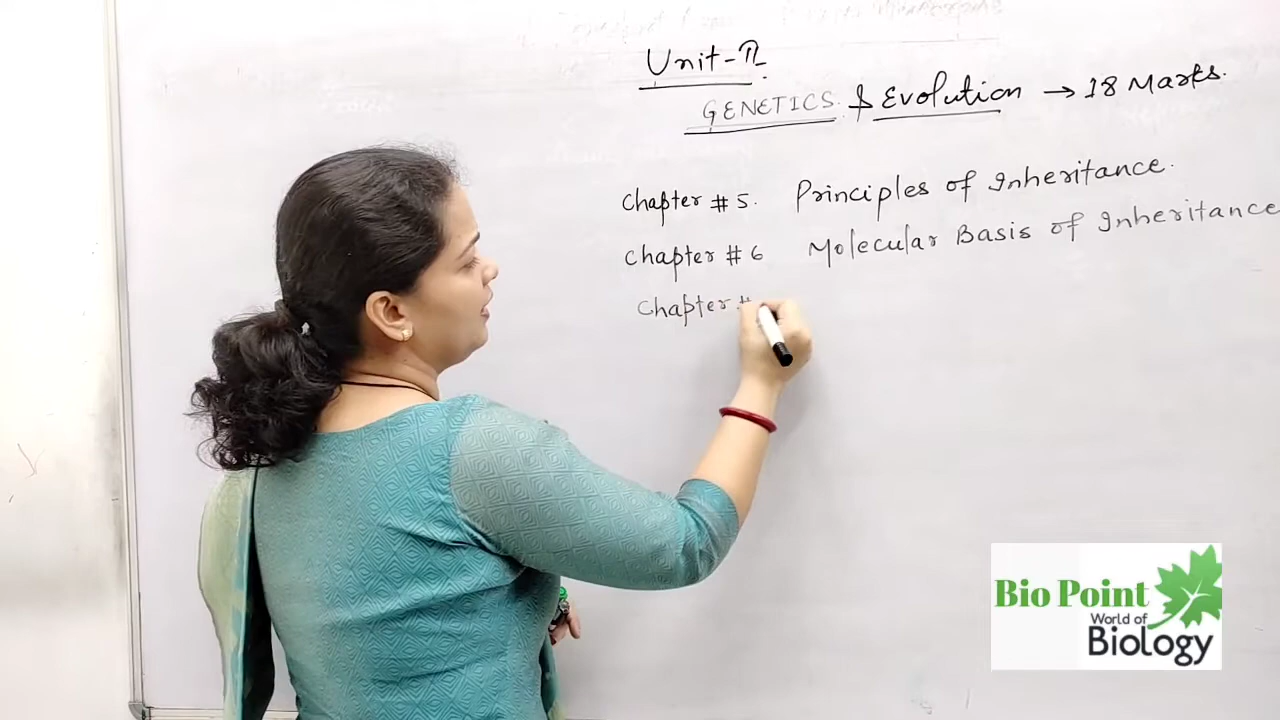 Unit-II
GENETICS & Evolution → 18 Marks.
Chapter # 5. Principles of Inheritance.
Chapter # 6 Molecular Basis of Inheritance
Chapter #
Bio Point
World of
Biology